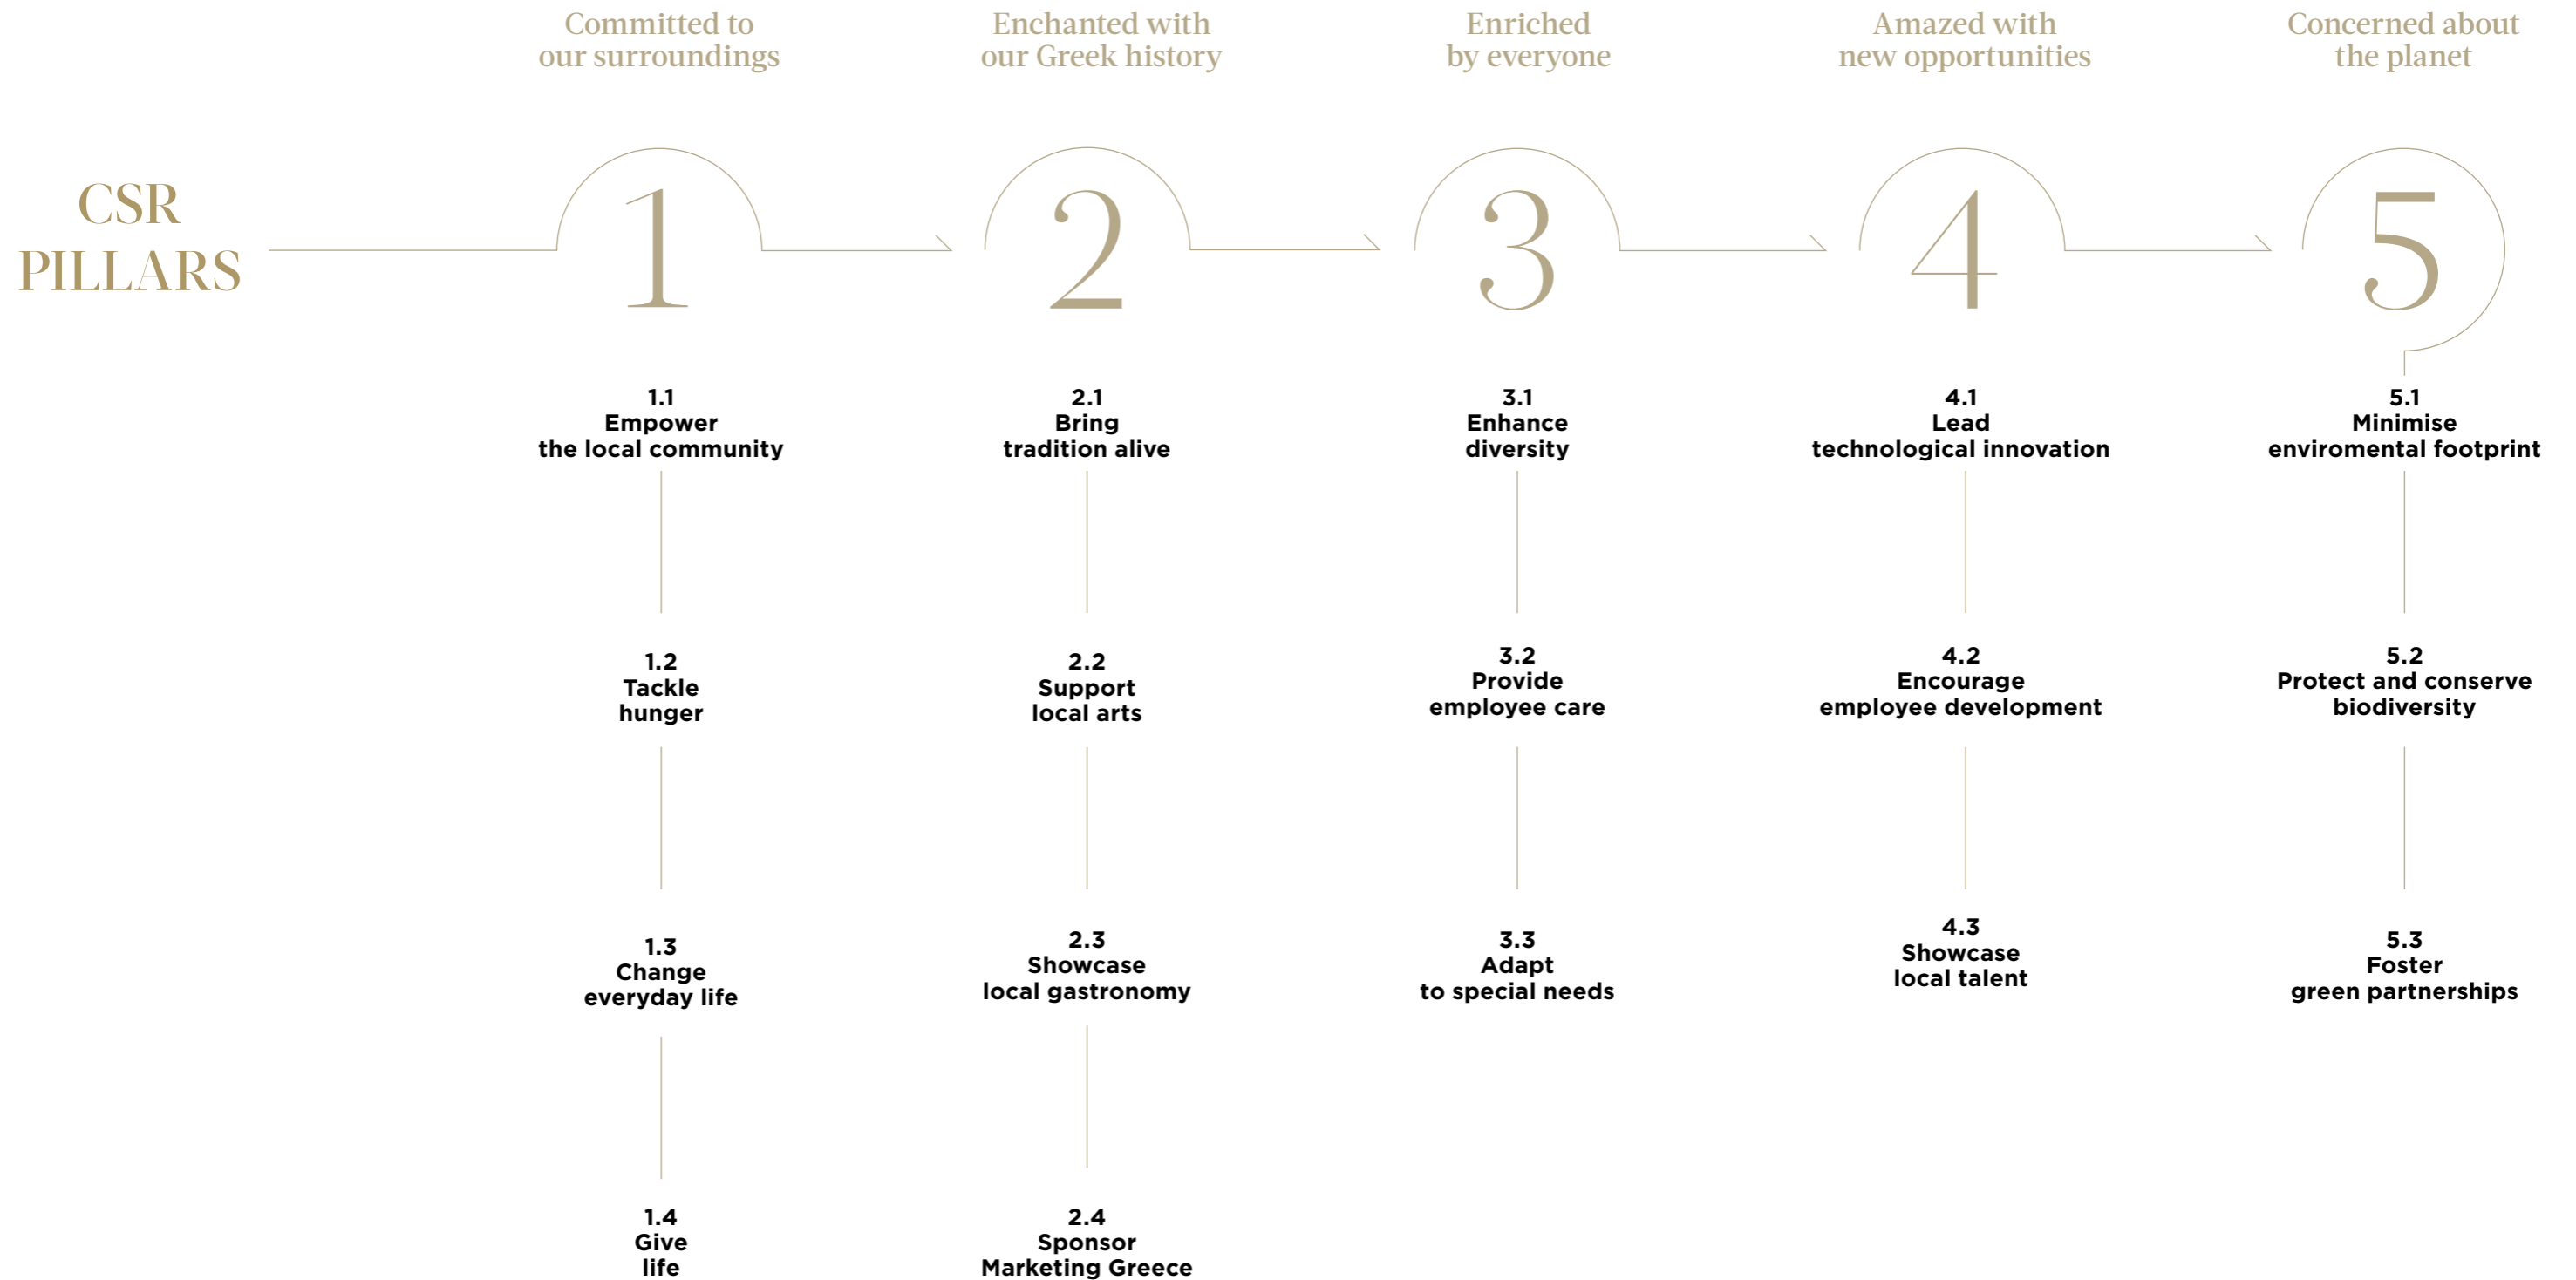 CSR
PILLARS
Committed to
our surroundings
1
1.1
Empower
the local community
1.2
Tackle
hunger
1.3
Change
everyday life
1.4
Give
life
Enchanted with
our Greek history
2
2.1
Bring
tradition alive
2.2
Support
local arts
2.3
Showcase
local gastronomy
2.4
Sponsor
Marketing Greece
Enriched
by everyone
3
3.1
Enhance
diversity
3.2
Provide
employee care
3.3
Adapt
to special needs
Amazed with
new opportunities
4
4.1
Lead
technological innovation
4.2
Encourage
employee development
4.3
Showcase
local talent
Concerned about
the planet
5
5.1
Minimise
enviromental footprint
5.2
Protect and conserve
biodiversity
5.3
Foster
green partnerships